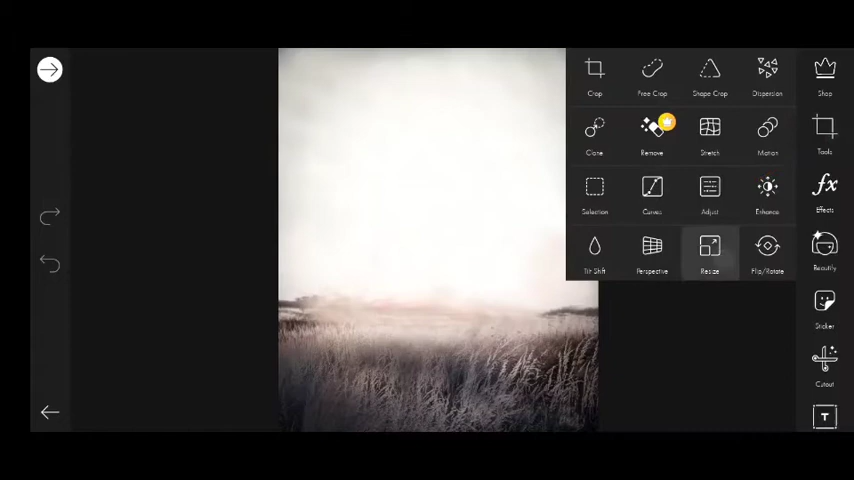 Crop Free Crop Shape Crop Dispersion Shop
Clone Remove Stretch Motion Tools
Selection Curves Adjust Enhance Effects
Tilt Shift Perspective Resize Flip/Rotate Beautify
Sticker
Cutout
T